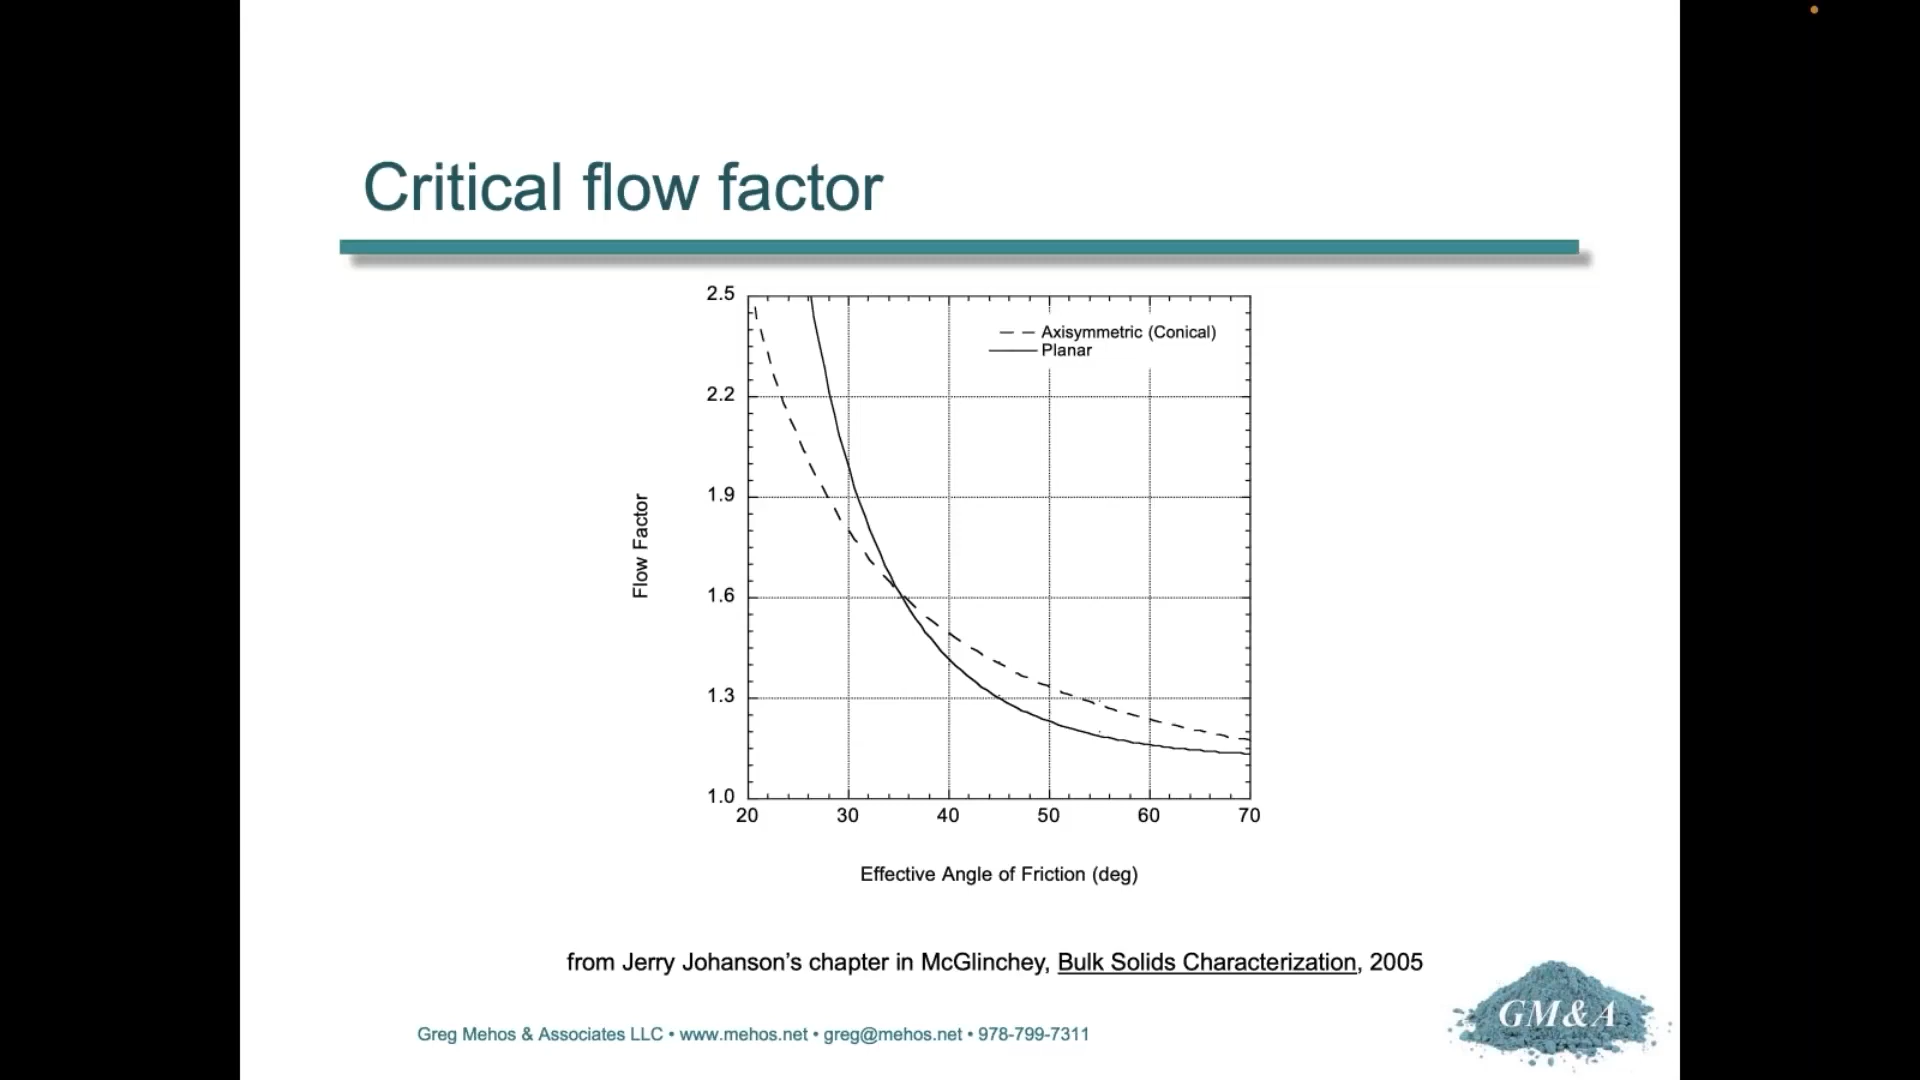 Critical flow factor
2.5
Axisymmetric (Conical)
Planar
2.2
1.9
Flow Factor
1.6
1.3
1.0
20 30 40 50 60 70
Effective Angle of Friction (deg)
from Jerry Johanson’s chapter in McGlinchey, Bulk Solids Characterization, 2005
GM&A
Greg Mehos & Associates LLC • www.mehos.net • greg@mehos.net • 978-799-7311